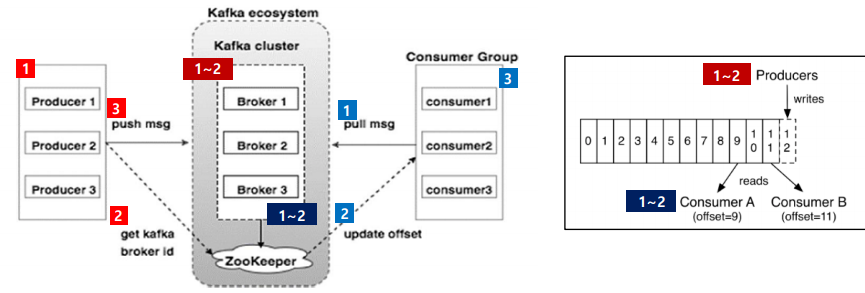 Kafka ecosystem
Kafka cluster
Consumer Group
1
1~2
3
Producer 1
Producer 2
Producer 3
3
push msg
Broker 1
Broker 2
Broker 3
1
pull msg
consumer1
consumer2
consumer3
2
1~2
2
get kafka
broker id
update offset
ZooKeeper
1~2 Producers
writes
0 1 2 3 4 5 6 7 8 9 10 11 12
reads
1~2 Consumer A
(offset=9)
Consumer B
(offset=11)